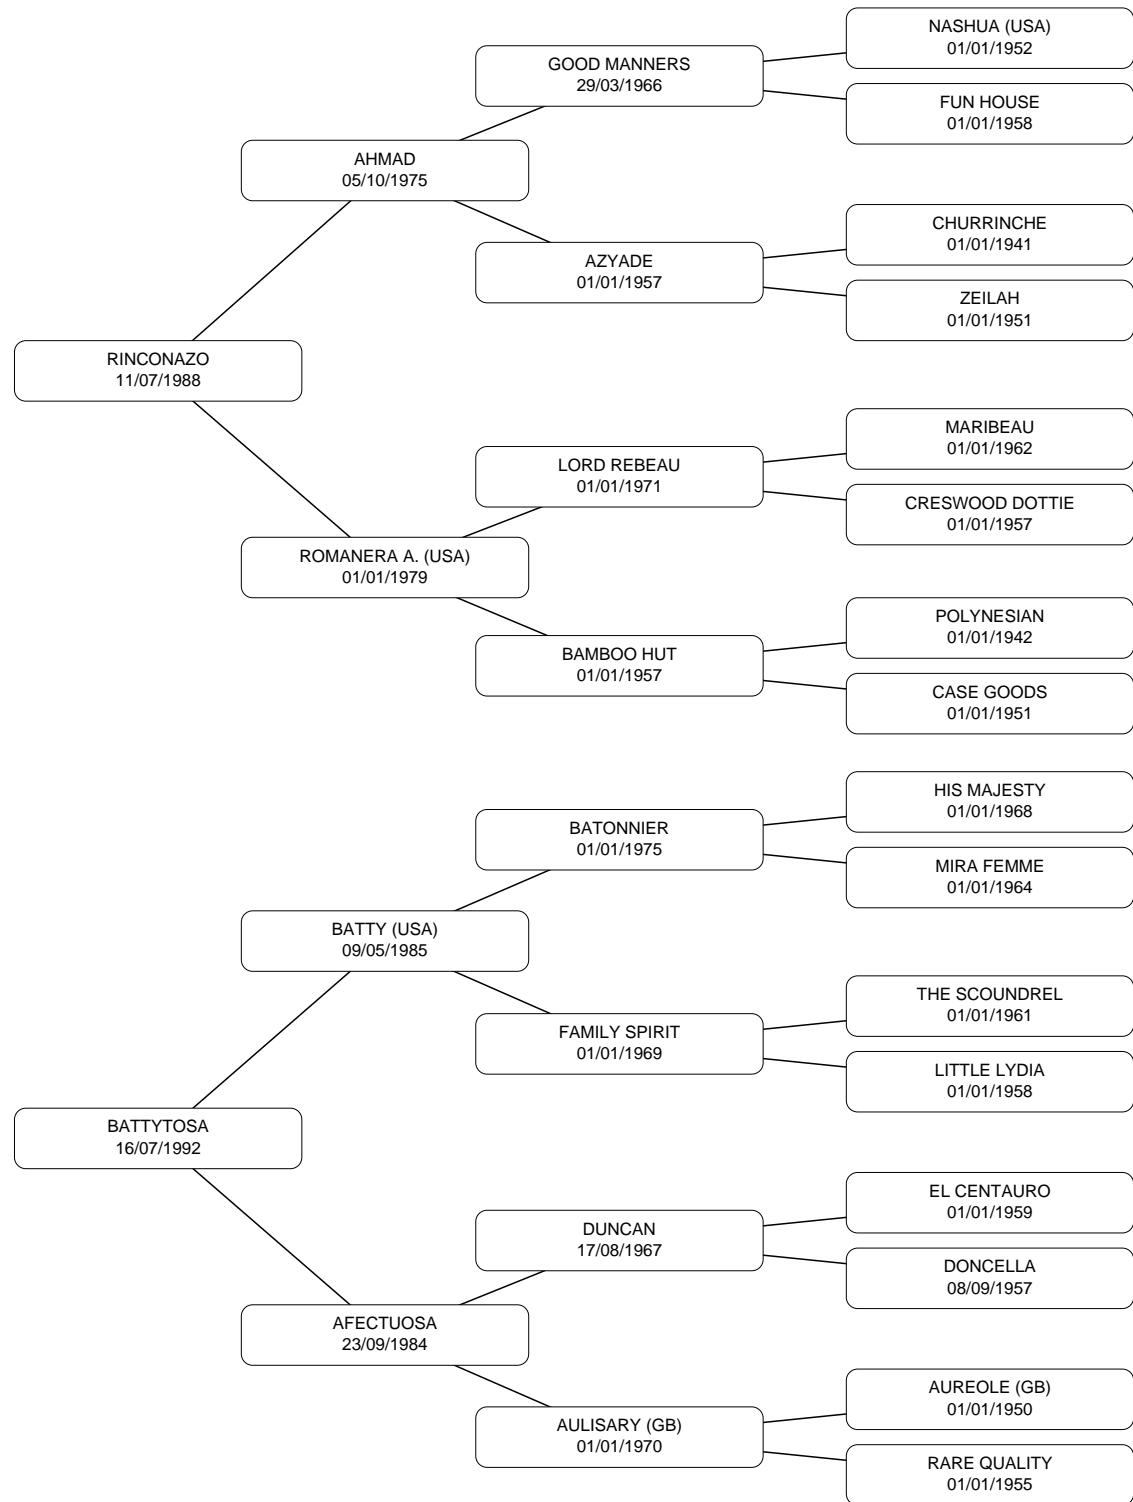 NASHUA (USA)
01/01/1952
GOOD MANNERS
29/03/1966
FUN HOUSE
01/01/1958
AHMAD
05/10/1975
CHURRINCHE
01/01/1941
AZYADE
01/01/1957
ZEILAH
01/01/1951
RINCONAZO
11/07/1988
MARIBEAU
01/01/1962
LORD REBEAU
01/01/1971
CRESWOOD DOTTIE
01/01/1957
ROMANERA A. (USA)
01/01/1979
POLYNESIAN
01/01/1942
BAMBOO HUT
01/01/1957
CASE GOODS
01/01/1951
HIS MAJESTY
01/01/1968
BATONNIER
01/01/1975
MIRA FEMME
01/01/1964
BATTY (USA)
09/05/1985
THE SCOUNDREL
01/01/1961
FAMILY SPIRIT
01/01/1969
LITTLE LYDIA
01/01/1958
BATTYTOSA
16/07/1992
EL CENTAURO
01/01/1959
DUNCAN
17/08/1967
DONCELLA
08/09/1957
AFECTUOSA
23/09/1984
AUREOLE (GB)
01/01/1950
AULISARY (GB)
01/01/1970
RARE QUALITY
01/01/1955